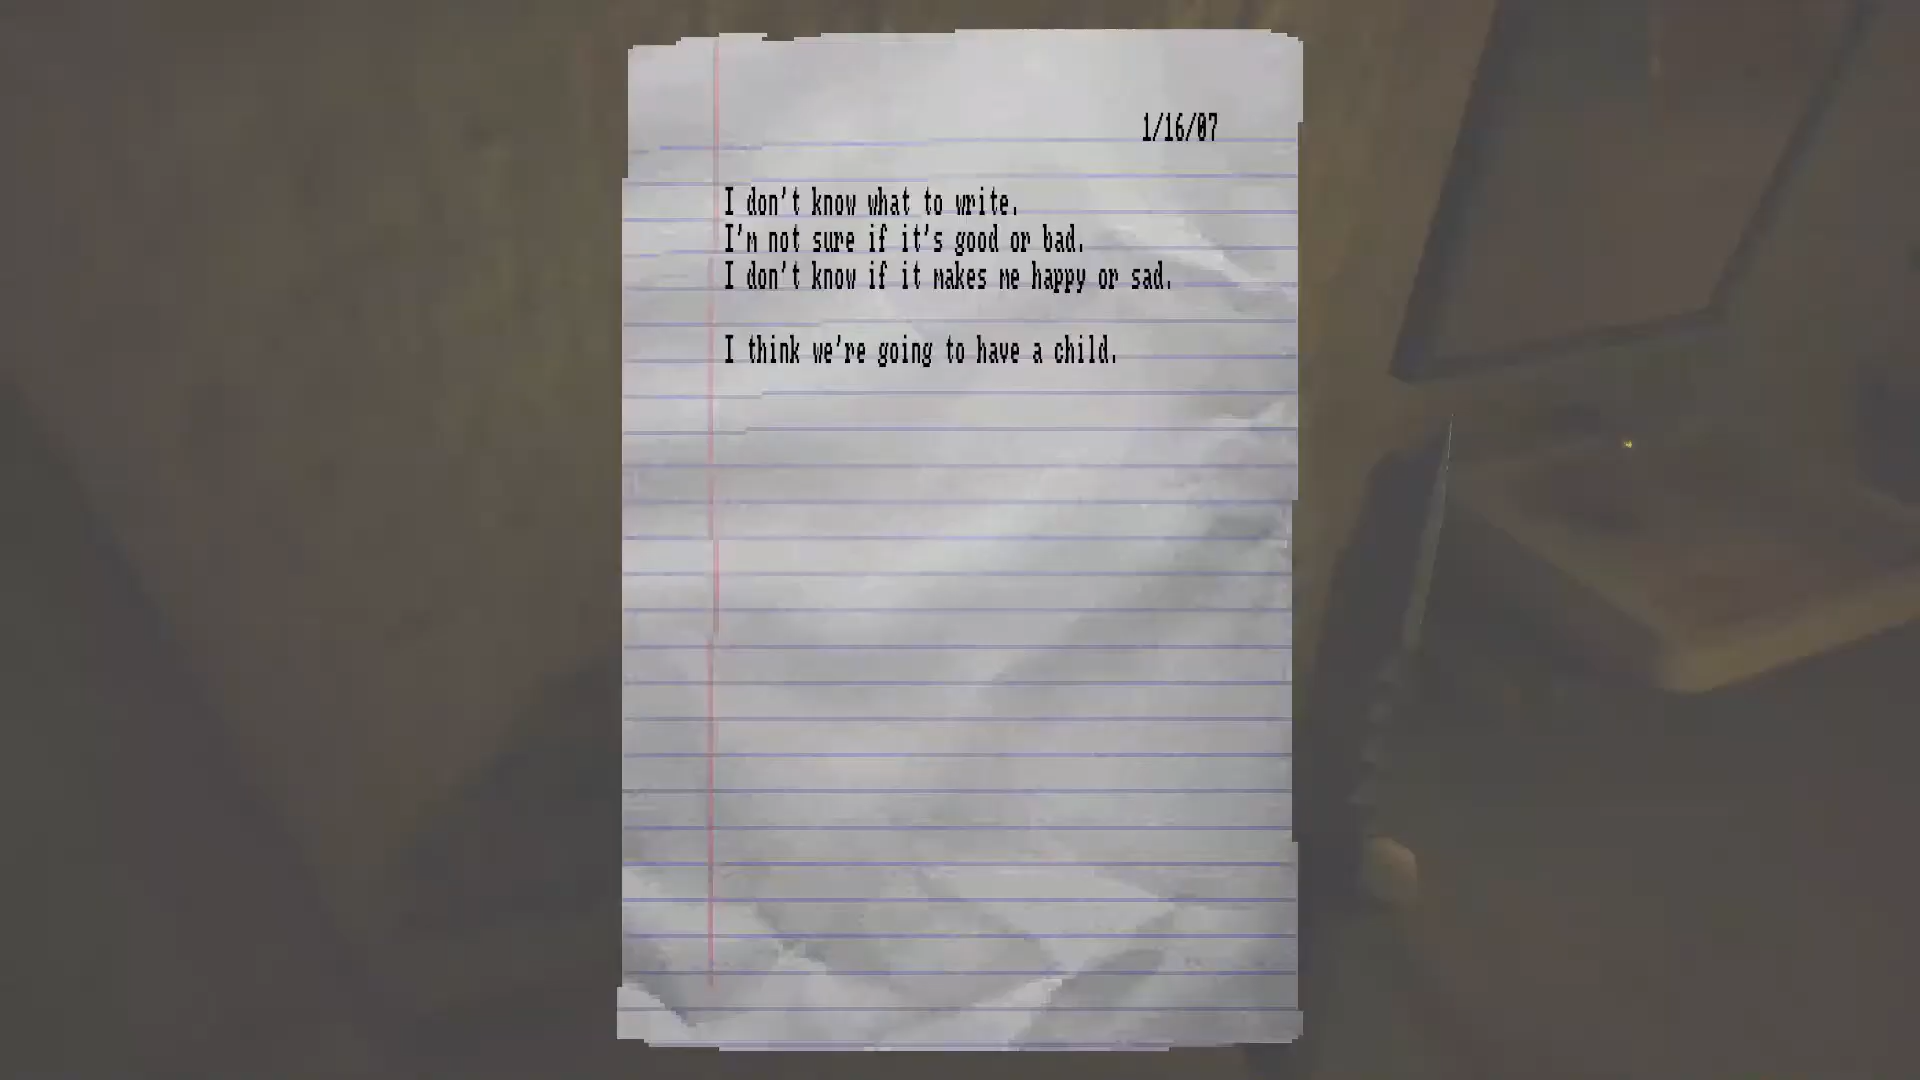 1/16/07
I don't know what to write.
I'm not sure if it's good or bad.
I don't know if it makes me happy or sad.
I think we're going to have a child.